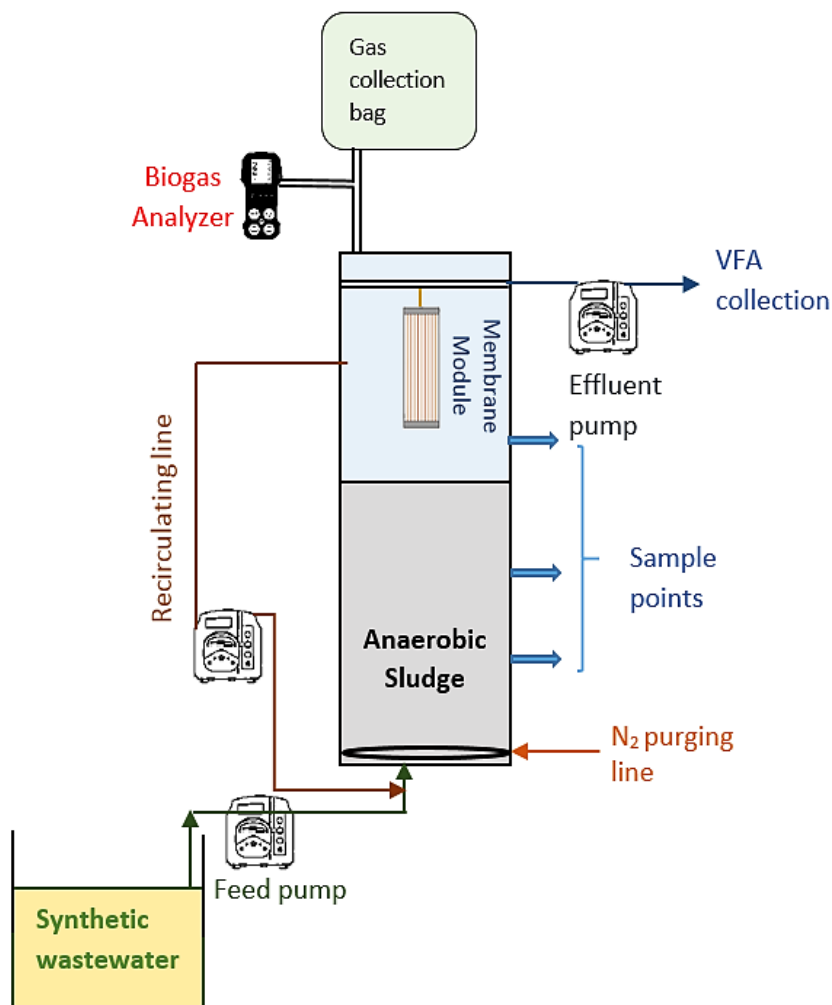 Gas
collection
bag
Biogas
Analyzer
VFA
collection
Membrane
Module
Effluent
pump
Recirculating line
Sample
points
Anaerobic
Sludge
N₂ purging
line
Feed pump
Synthetic
wastewater